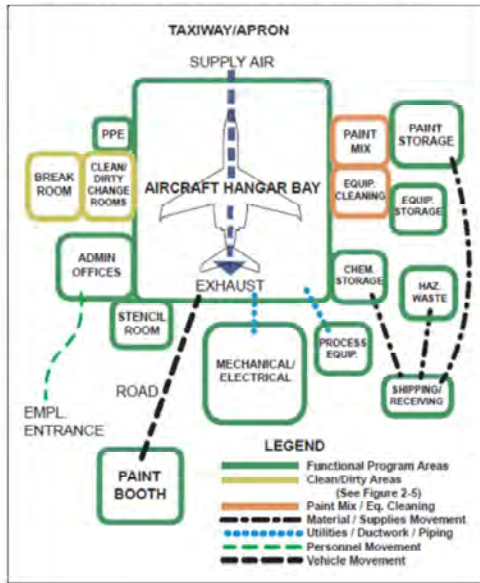 TAXIWAY/APRON
SUPPLY AIR
PPE
BREAK
ROOM
CLEAN/
DIRTY
CHANGE
ROOMS
AIRCRAFT HANGAR BAY
PAINT
MIX
PAINT
STORAGE
EQUIP.
CLEANING
EQUIP.
STORAGE
ADMIN
OFFICES
EXHAUST
CHEM.
STORAGE
HAZ.
WASTE
STENCIL
ROOM
MECHANICAL/
ELECTRICAL
PROCESS
EQUIP.
SHIPPING/
RECEIVING
ROAD
EMPL.
ENTRANCE
PAINT
BOOTH
LEGEND
Functional Program Areas
Clean/Dirty Areas
(See Figure 2-5)
Paint Mix / Eq. Cleaning
Material / Supplies Movement
Utilities / Ductwork / Piping
Personnel Movement
Vehicle Movement